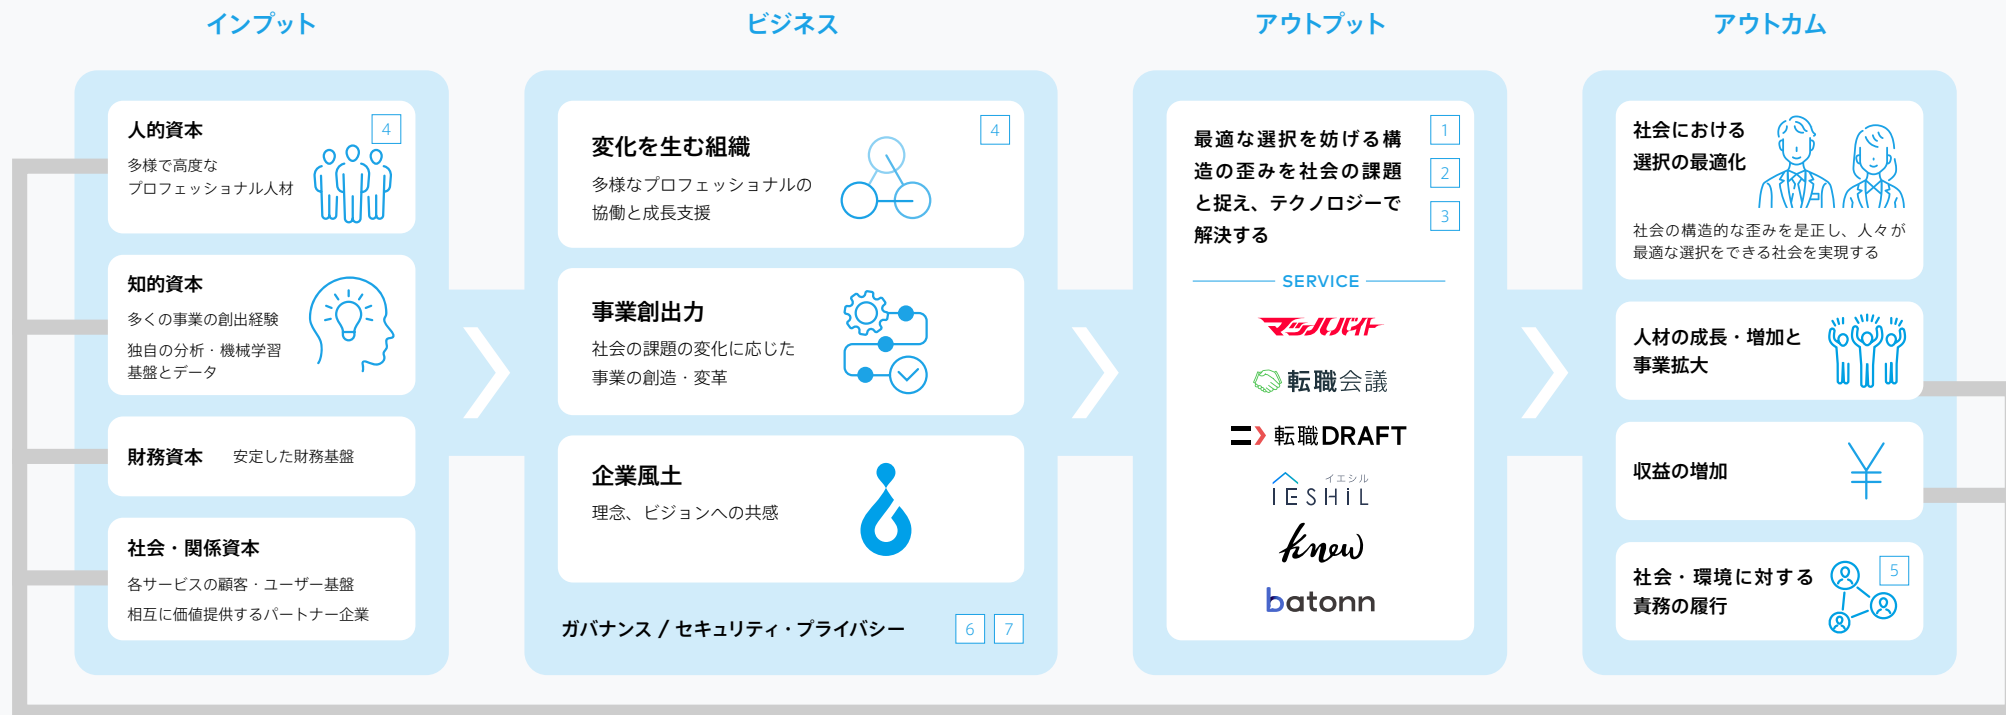 インプット
人的資本
4
多様で高度な
プロフェッショナル人材
知的資本
多くの事業の創出経験
独自の分析・機械学習
基盤とデータ
財務資本 安定した財務基盤
社会・関係資本
各サービスの顧客・ユーザー基盤
相互に価値提供するパートナー企業
ビジネス
変化を生む組織
4
多様なプロフェッショナルの
協働と成長支援
事業創出力
社会の課題の変化に応じた
事業の創造・変革
企業風土
理念、ビジョンへの共感
ガバナンス / セキュリティ・プライバシー
6 7
アウトプット
最適な選択を妨げる構
造の歪みを社会の課題
と捉え、テクノロジーで
解決する
1
2
3
SERVICE
マッハバイト
転職会議
転職DRAFT
イエシル
IESHIL
knew
batonn
アウトカム
社会における
選択の最適化
社会の構造的な歪みを是正し、人々が
最適な選択をできる社会を実現する
人材の成長・増加と
事業拡大
収益の増加
社会・環境に対する
責務の履行
5